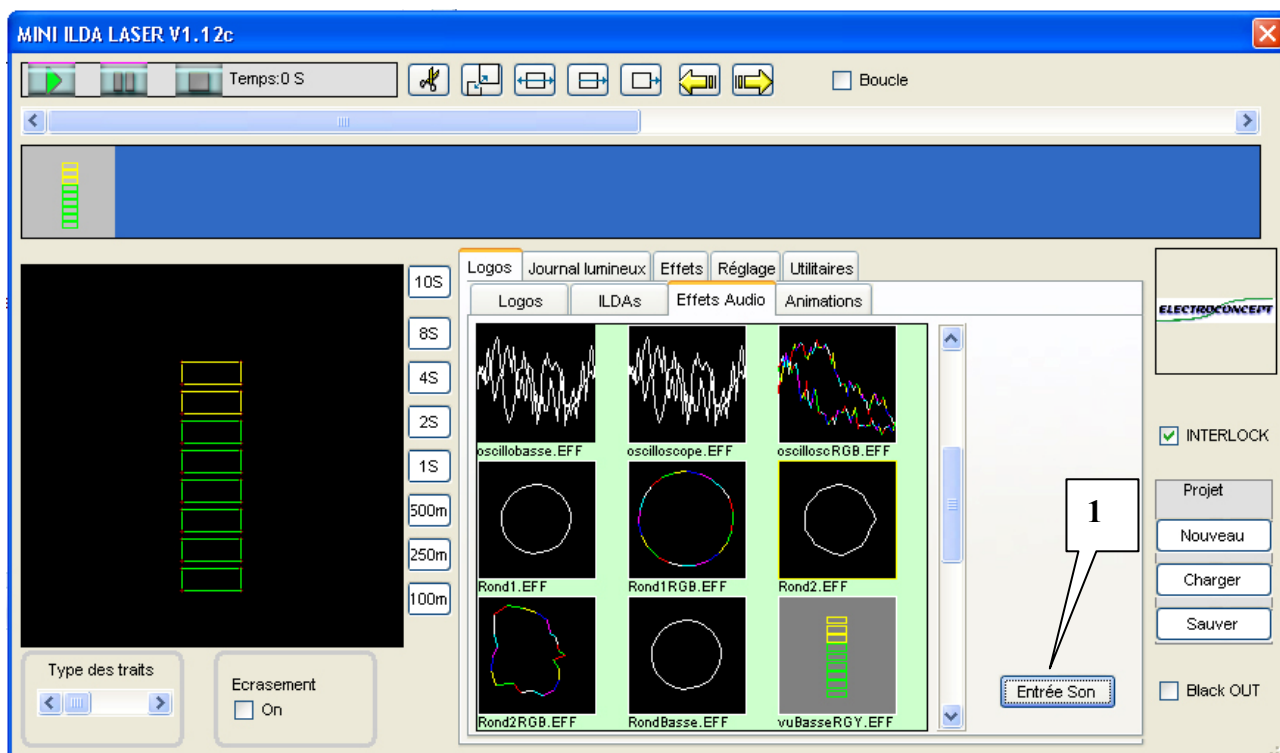 MINI ILDA LASER V1.12c
Temps:0 S
Boucle
10S
8S
4S
2S
1S
500m
250m
100m
Logos Journal lumineux Effets Réglage Utilitaires
Logos ILDAs Effets Audio Animations
oscillobasse.EFF oscilloscope.EFF oscilloscRGB.EFF
Rond1.EFF Rond1RGB.EFF Rond2.EFF
Rond2RGB.EFF RondBasse.EFF vuBasseRGY.EFF
1
Entrée Son
ELECTROCONCEPT
INTERLOCK
Projet
Nouveau
Charger
Sauver
Black OUT
Type des traits
Ecrasement
On